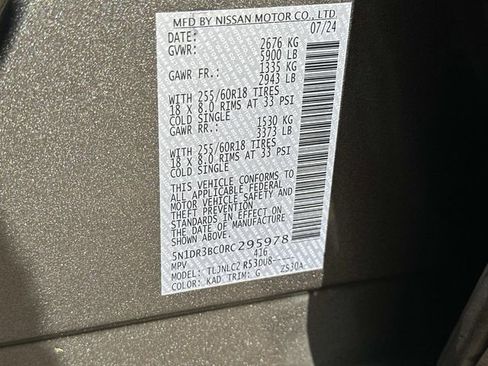 MFD BY NISSAN MOTOR CO., LTD.
DATE: 07/24
GVWR: 2676 KG
5900 LB
GAWR FR.: 1335 KG
2943 LB
WITH 255/60R18 TIRES
18 X 8.0 RIMS AT 33 PSI
COLD SINGLE
GAWR RR.: 1530 KG
3373 LB
WITH 255/60R18 TIRES
18 X 8.0 RIMS AT 33 PSI
COLD SINGLE
THIS VEHICLE CONFORMS TO
ALL APPLICABLE FEDERAL
MOTOR VEHICLE SAFETY AND
THEFT PREVENTION
STANDARDS IN EFFECT ON
THE DATE OF MANUFACTURE
5N1DR3BC0RC295978
MPV 416
MODEL: TLJNLC2 R53DU8-----
COLOR: KAD TRIM: G ZS30A